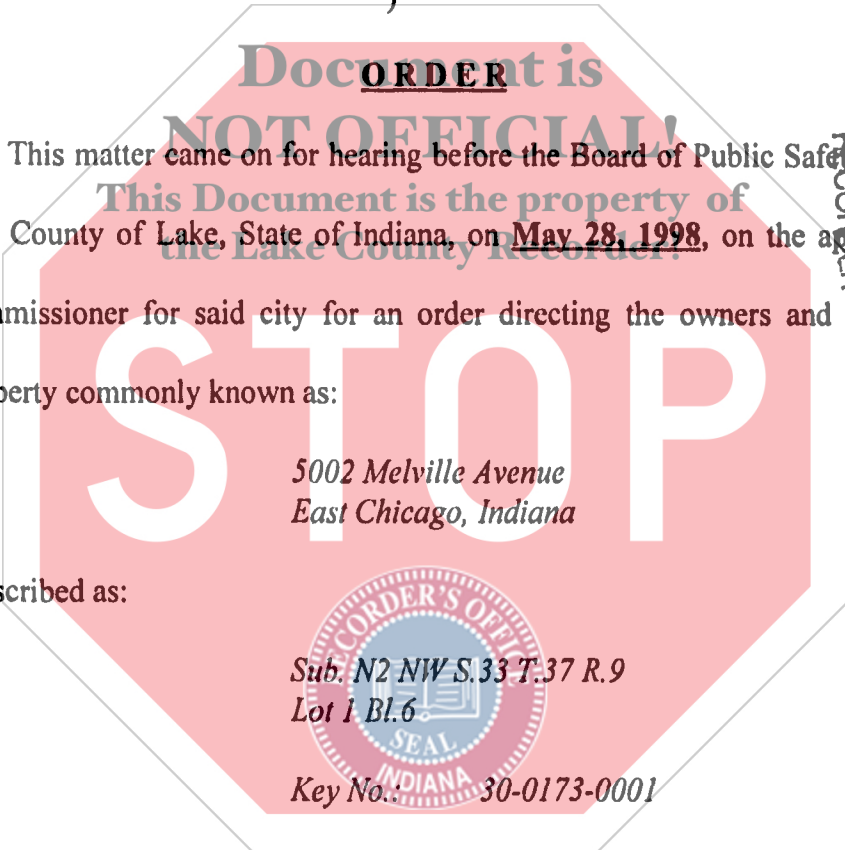 ORDER
Document is
NOT OFFICIAL!
This Document is the property of
the Lake County Recorder!
This matter came on for hearing before the Board of Public Safe
County of Lake, State of Indiana, on May 28, 1998, on the
missioner for said city for an order directing the owners and
perty commonly known as:
STOP
5002 Melville Avenue
East Chicago, Indiana
scribed as:
RECORDER'S OFFICE
SEAL
INDIANA
Sub. N2 NW S.33 T.37 R.9
Lot 1 Bl.6
Key No.: 30-0173-0001